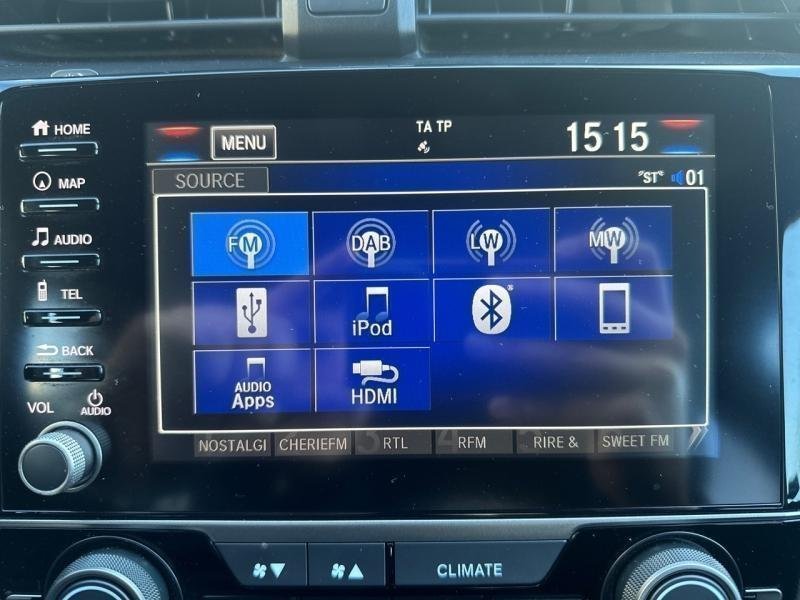 HOME
MAP
AUDIO
TEL
BACK
VOL
AUDIO
MENU
TA TP
15 15
SOURCE
"ST" 01
FM
DAB
LW
MW
iPod
AUDIO
Apps
HDMI
NOSTALGI
CHERIEFM
RTL
RFM
RIRE &
SWEET FM
CLIMATE